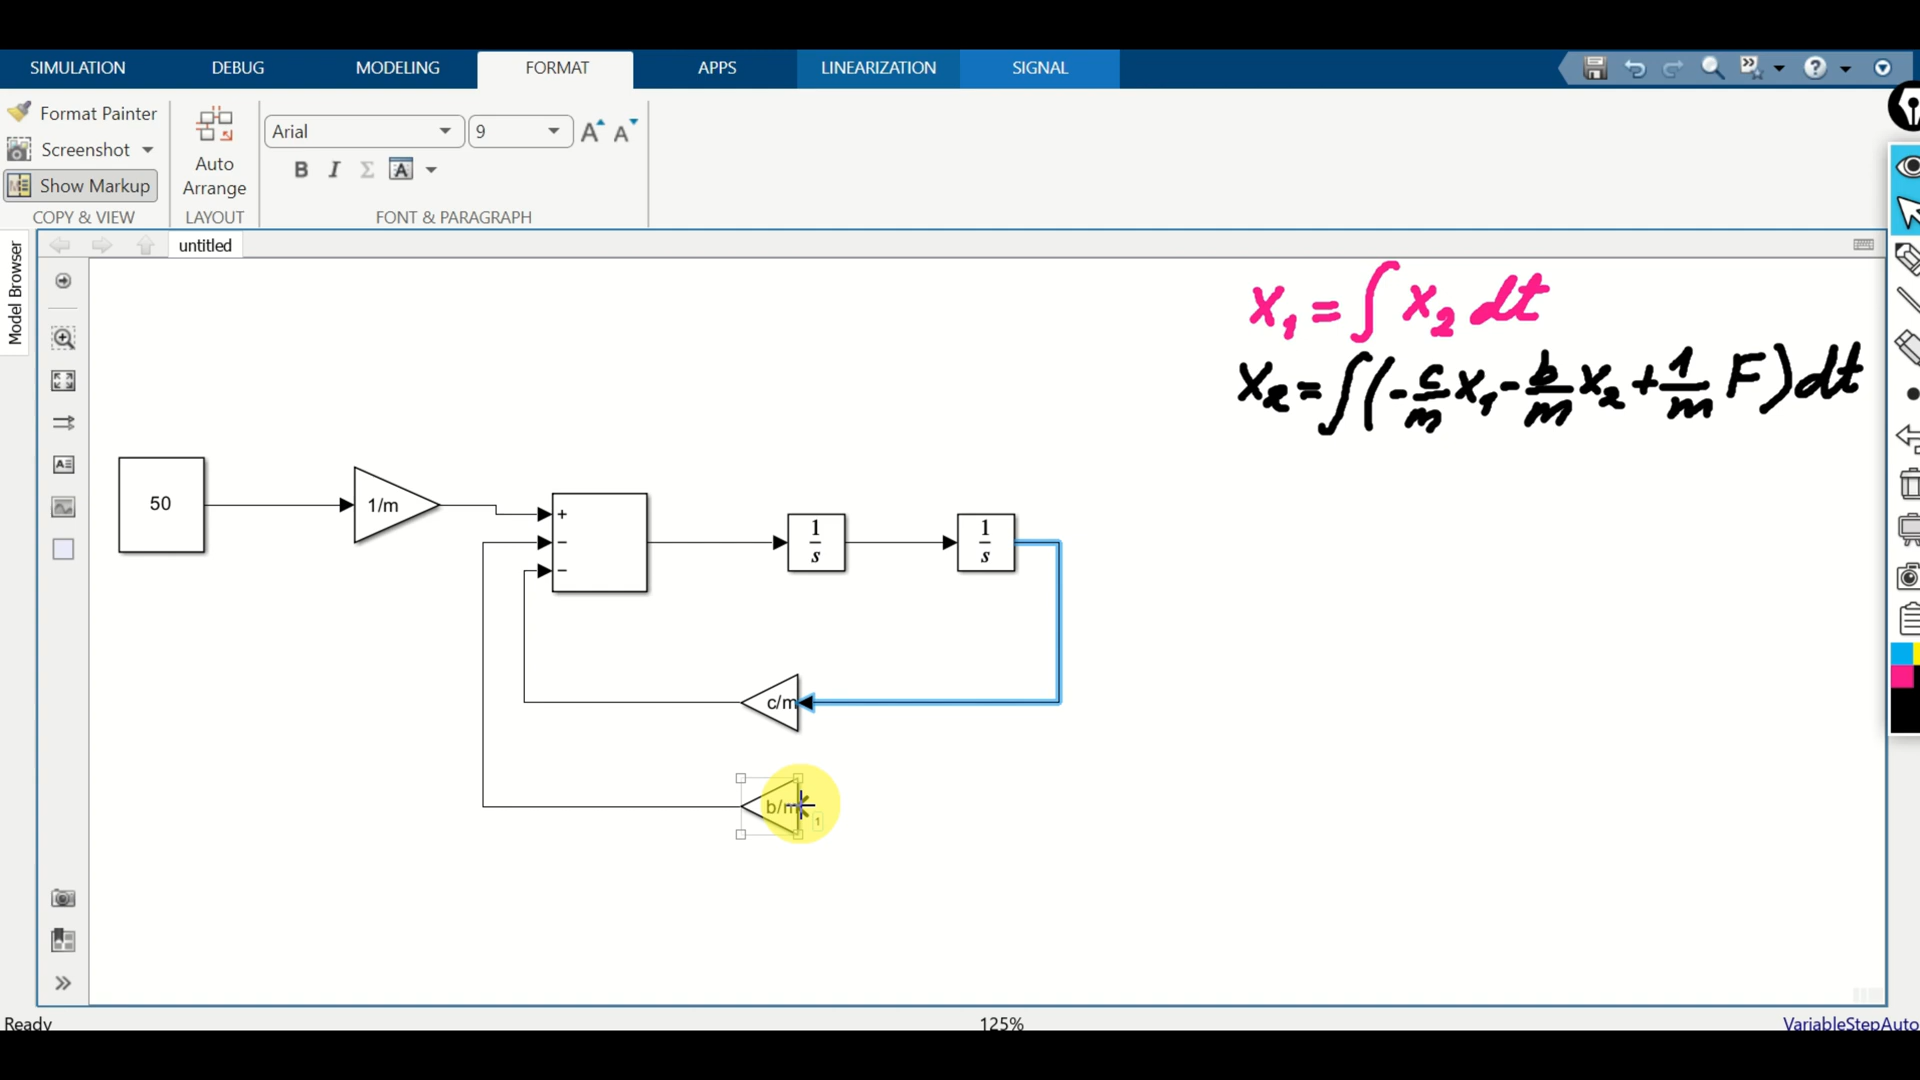 SIMULATION DEBUG MODELING FORMAT APPS LINEARIZATION SIGNAL
Format Painter
Screenshot
Show Markup
COPY & VIEW
Auto
Arrange
LAYOUT
Arial 9 A A
B I Σ A
FONT & PARAGRAPH
Model Browser
untitled
x₁ = ∫ x₂ dt
x₂ = ∫(-c/m x₁ - b/m x₂ + 1/m F) dt
50
1/m
+
−
−
1/s
1/s
c/m
b/m
1
Ready 125% VariableStepAuto